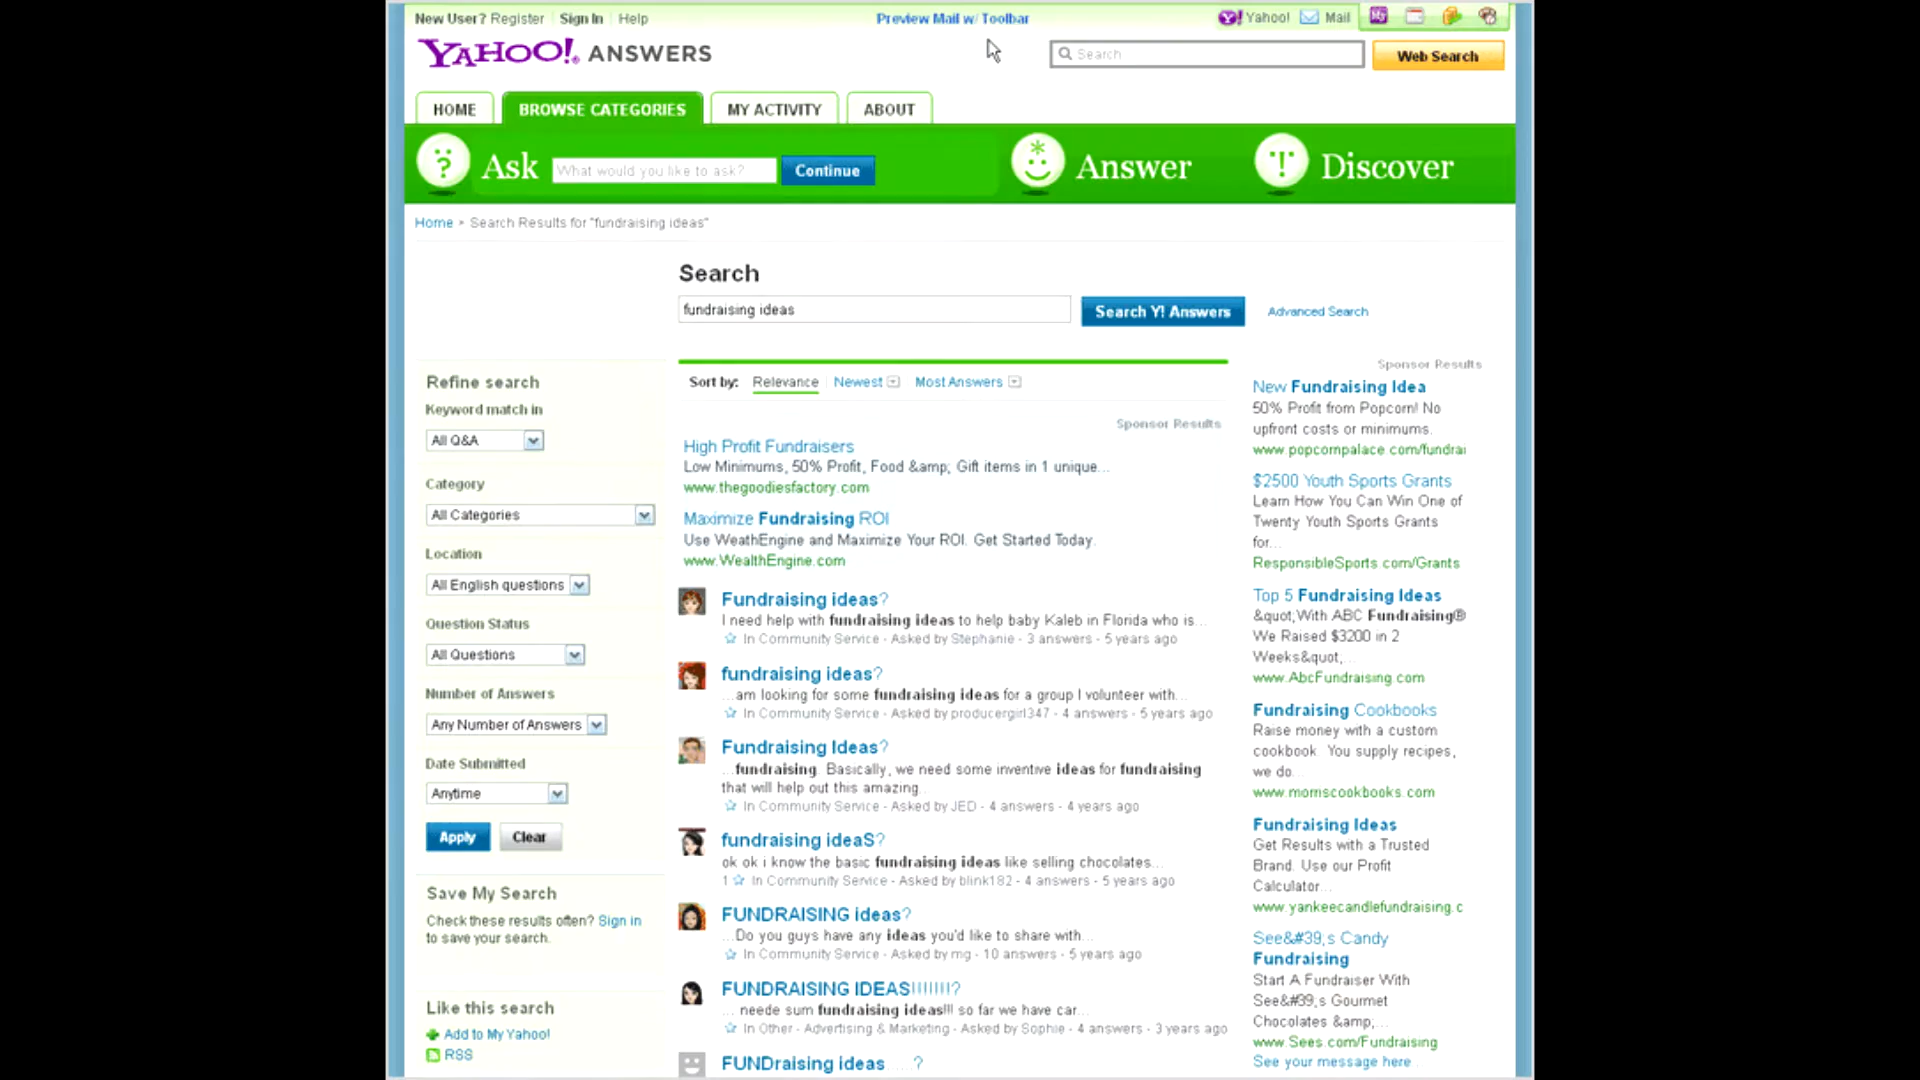 New User? Register Sign In Help
Preview Mail w/ Toolbar
Yahoo! Mail
YAHOO! ANSWERS
Search
Web Search
HOME
BROWSE CATEGORIES
MY ACTIVITY
ABOUT
Ask
What would you like to ask?
Continue
Answer
Discover
Home > Search Results for "fundraising ideas"
Search
fundraising ideas
Search Y! Answers
Advanced Search
Refine search
Keyword match in
All Q&A
Category
All Categories
Location
All English questions
Question Status
All Questions
Number of Answers
Any Number of Answers
Date Submitted
Anytime
Apply
Clear
Save My Search
Check these results often? Sign in
to save your search.
Like this search
Add to My Yahoo!
RSS
Sort by: Relevance Newest Most Answers
Sponsor Results
High Profit Fundraisers
Low Minimums, 50% Profit, Food &amp; Gift items in 1 unique...
www.thegoodiesfactory.com
Maximize Fundraising ROI
Use WeathEngine and Maximize Your ROI. Get Started Today.
www.WealthEngine.com
Fundraising ideas?
I need help with fundraising ideas to help baby Kaleb in Florida who is...
In Community Service - Asked by Stephanie - 3 answers - 5 years ago
fundraising ideas?
...am looking for some fundraising ideas for a group I volunteer with...
In Community Service - Asked by producergirl347 - 4 answers - 5 years ago
Fundraising Ideas?
...fundraising. Basically, we need some inventive ideas for fundraising
that will help out this amazing...
In Community Service - Asked by JED - 4 answers - 4 years ago
fundraising ideaS?
ok ok i know the basic fundraising ideas like selling chocolates...
1 In Community Service - Asked by blink182 - 4 answers - 5 years ago
FUNDRAISING ideas?
...Do you guys have any ideas you'd like to share with...
In Community Service - Asked by mg - 10 answers - 5 years ago
FUNDRAISING IDEAS!!!!!!!?
... neede sum fundraising ideas!!! so far we have car...
In Other - Advertising & Marketing - Asked by Sophie - 4 answers - 3 years ago
FUNDraising ideas.....?
Sponsor Results
New Fundraising Idea
50% Profit from Popcorn! No
upfront costs or minimums.
www.popcornpalace.com/fundrai
$2500 Youth Sports Grants
Learn How You Can Win One of
Twenty Youth Sports Grants
for...
ResponsibleSports.com/Grants
Top 5 Fundraising Ideas
&quot;With ABC Fundraising®
We Raised $3200 in 2
Weeks&quot;...
www.AbcFundraising.com
Fundraising Cookbooks
Raise money with a custom
cookbook. You supply recipes,
we do...
www.morriscookbooks.com
Fundraising Ideas
Get Results with a Trusted
Brand. Use our Profit
Calculator...
www.yankeecandlefundraising.c
See&#39;s Candy
Fundraising
Start A Fundraiser With
See&#39;s Gourmet
Chocolates &amp;...
www.Sees.com/Fundraising
See your message here...